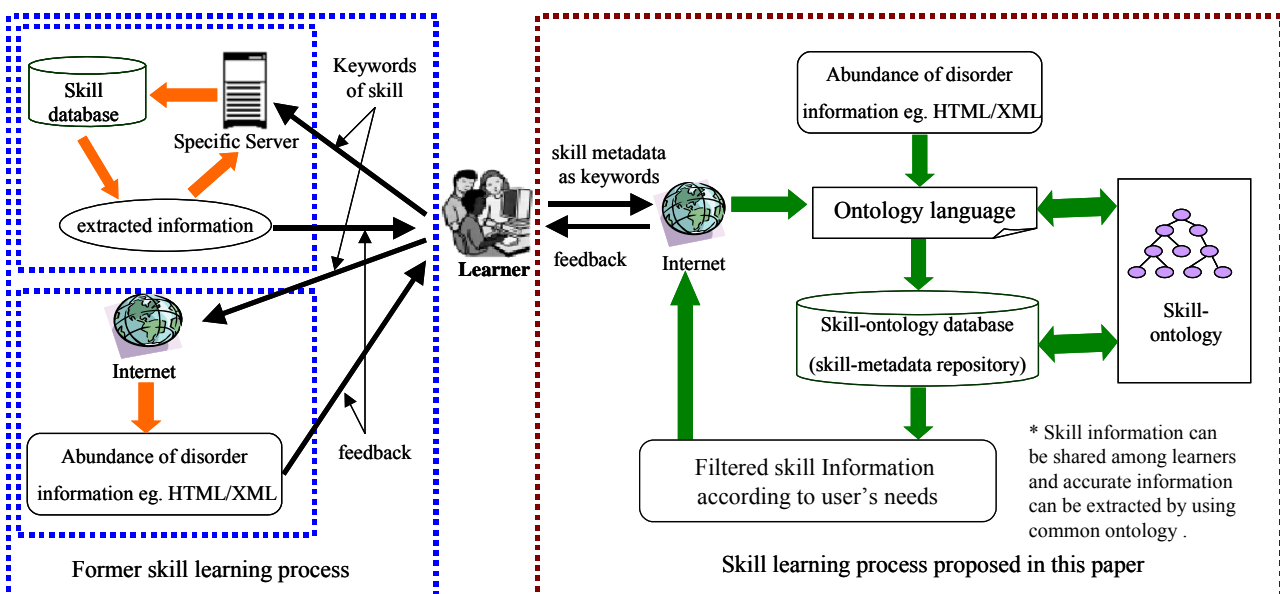 Skill
database
Specific Server
extracted information
Keywords
of skill
Internet
Abundance of disorder
information eg. HTML/XML
feedback
Former skill learning process
Learner
skill metadata
as keywords
feedback
Internet
Abundance of disorder
information eg. HTML/XML
Ontology language
Skill-ontology database
(skill-metadata repository)
Skill-
ontology
Filtered skill Information
according to user's needs
* Skill information can
be shared among learners
and accurate information
can be extracted by using
common ontology .
Skill learning process proposed in this paper